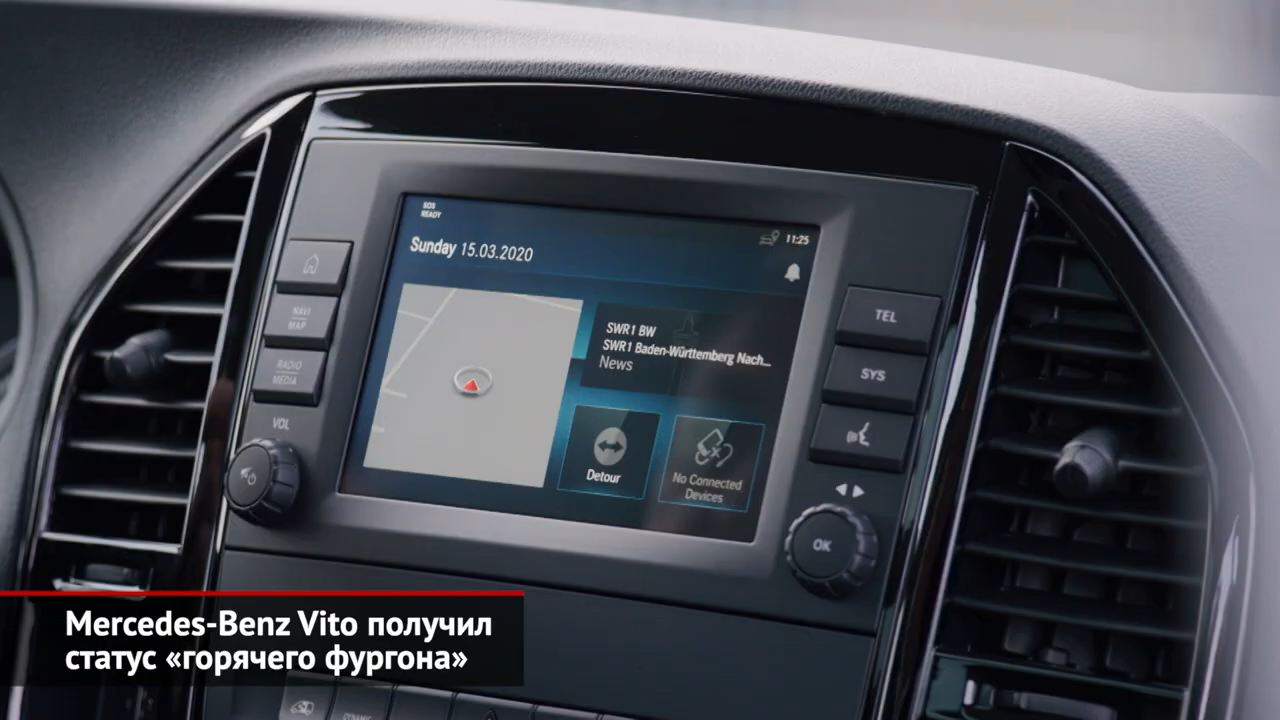 SOS
READY
11:25
Sunday 15.03.2020
NAVI
MAP
RADIO
MEDIA
VOL
SWR1 BW
SWR1 Baden-Württemberg Nach...
News
Detour
No Connected
Devices
TEL
SYS
OK
Mercedes-Benz Vito получил
статус «горячего фургона»
DYNAMIC